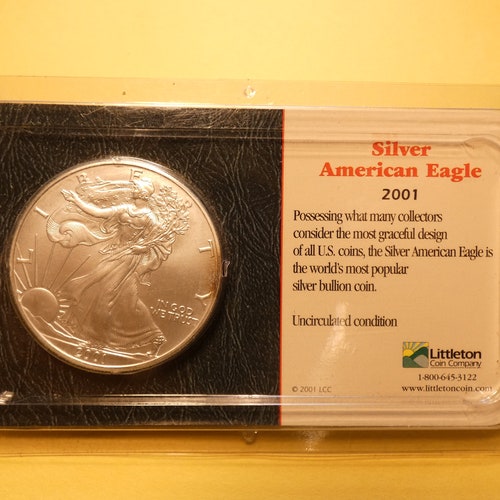 LIBERTY
IN GOD
WE TRUST
2001
Silver
American Eagle
2001
Possessing what many collectors
consider the most graceful design
of all U.S. coins, the Silver American Eagle is
the world's most popular
silver bullion coin.
Uncirculated condition
Littleton
Coin Company
1-800-645-3122
© 2001 LCC
www.littletoncoin.com